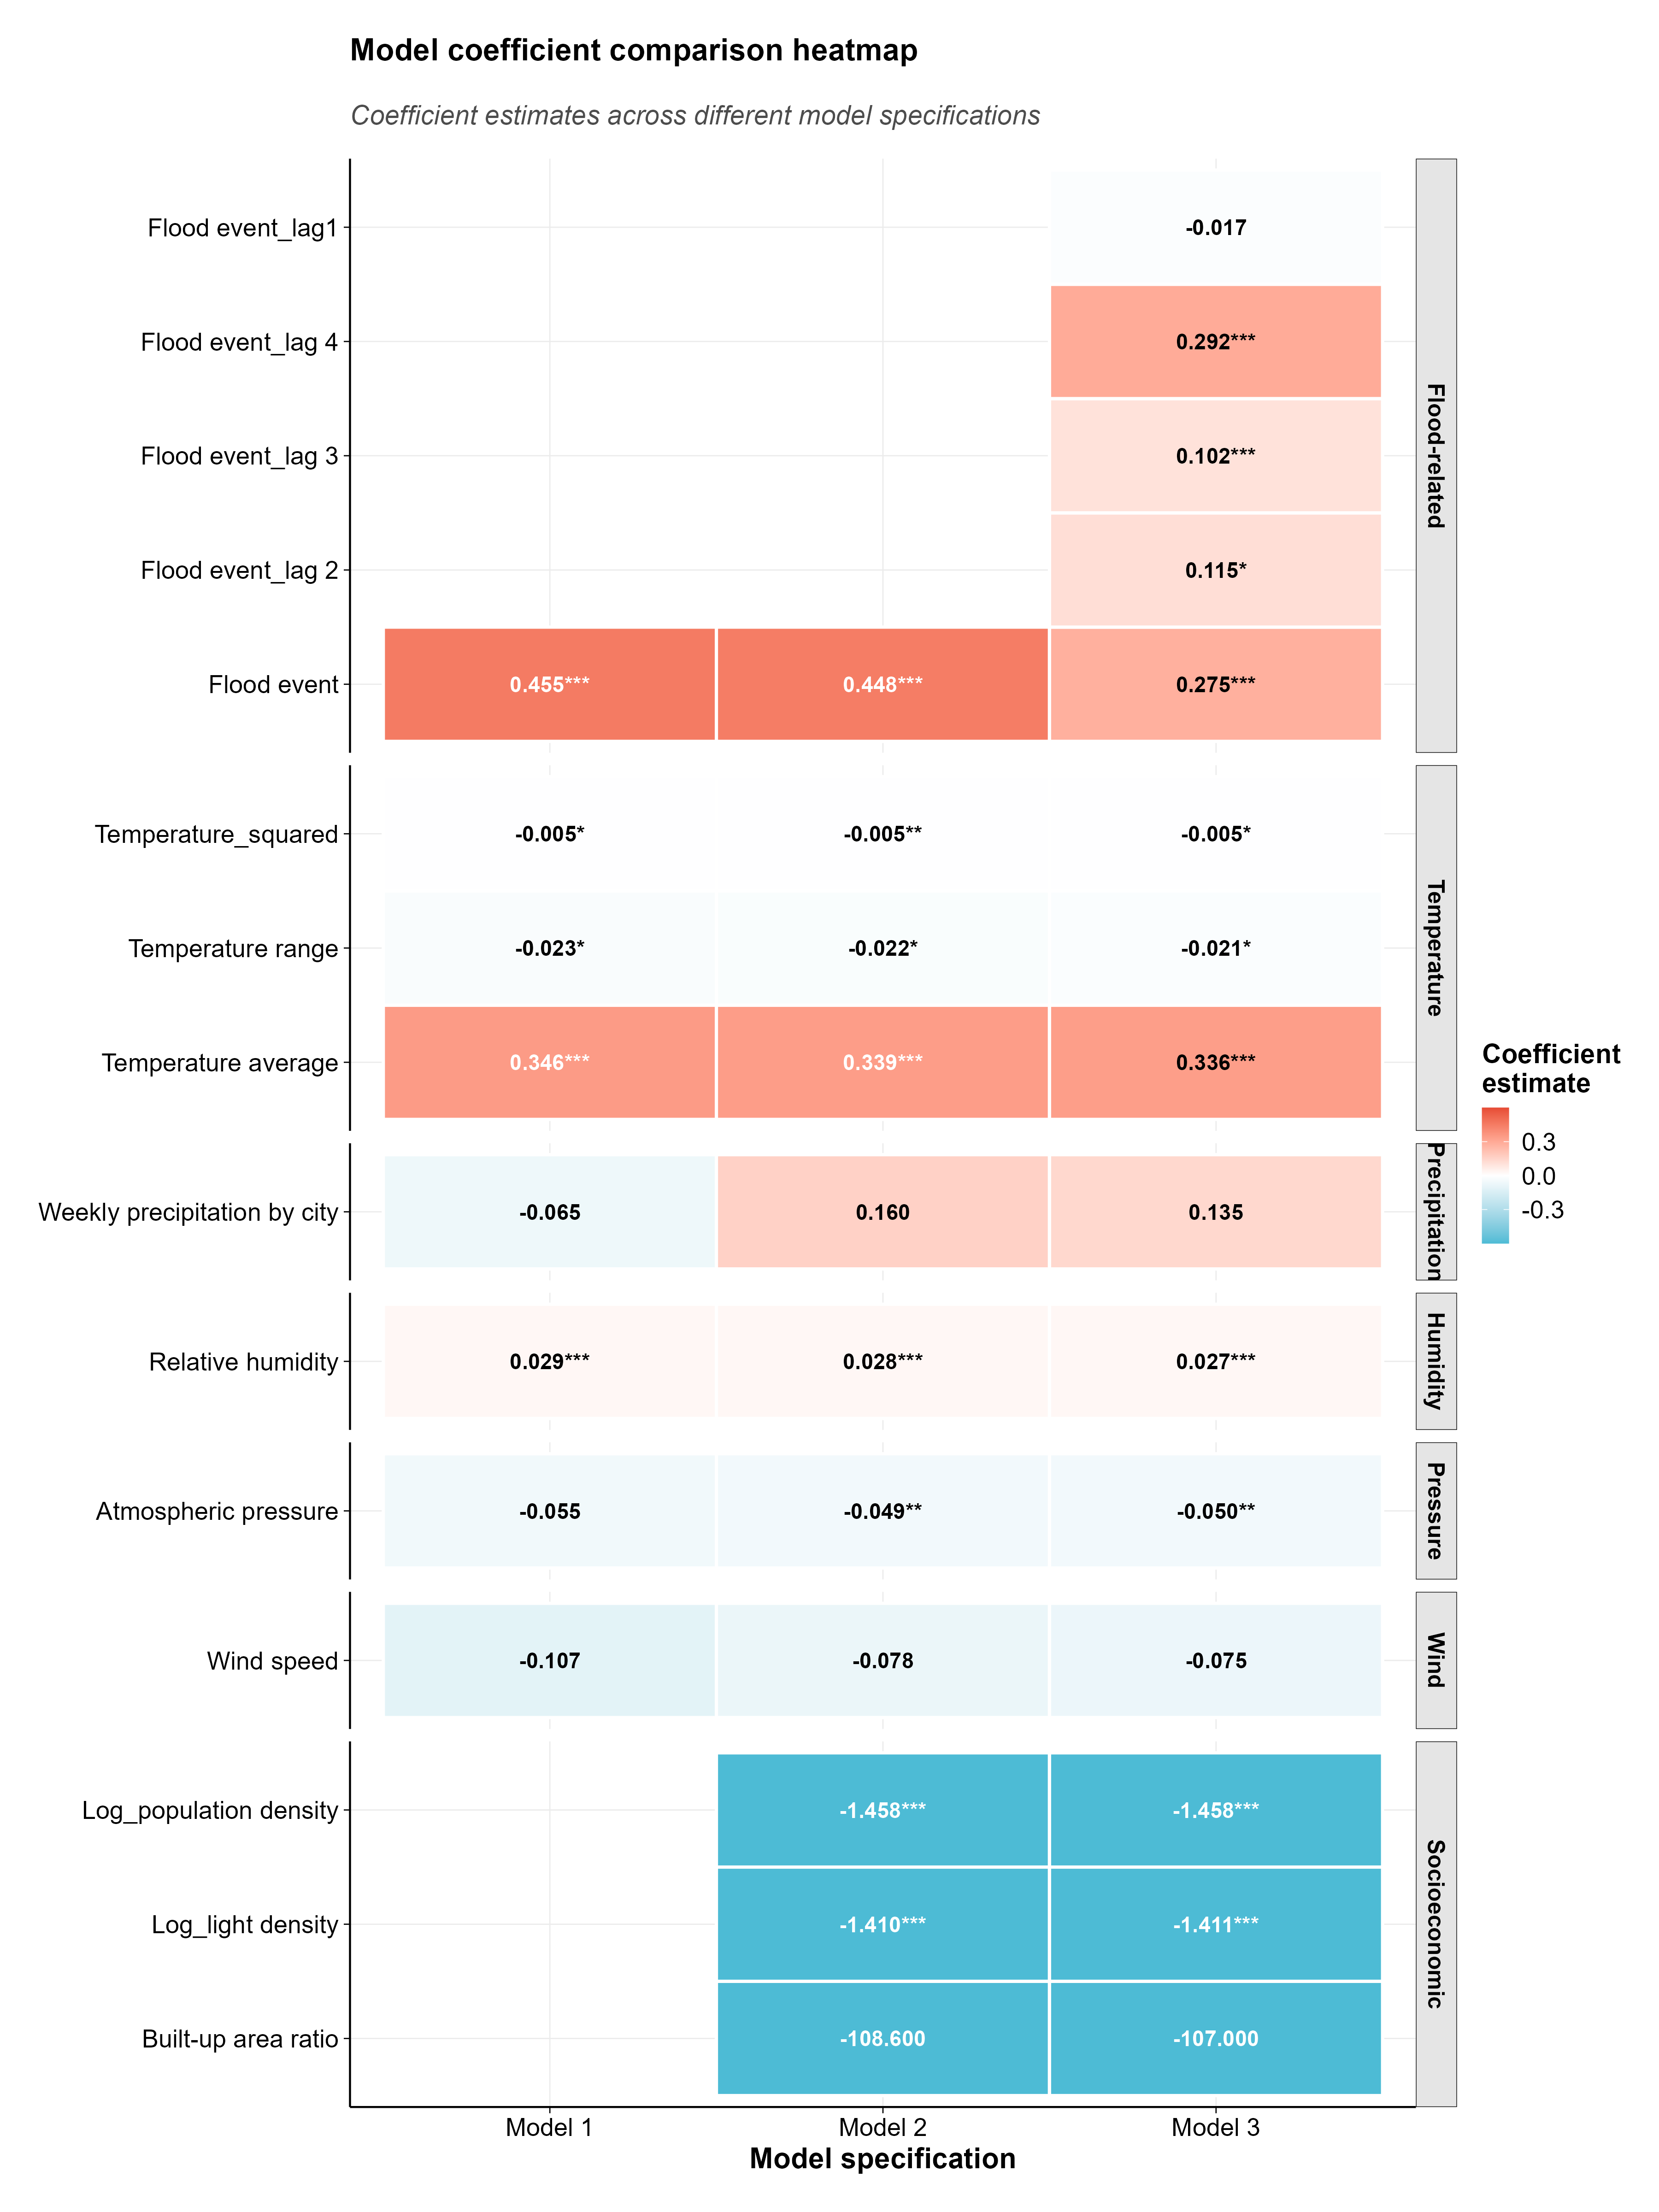 Model coefficient comparison heatmap
Coefficient estimates across different model specifications
Flood event_lag1 -0.017
Flood event_lag 4 0.292***
Flood event_lag 3 0.102***
Flood event_lag 2 0.115*
Flood event 0.455*** 0.448*** 0.275***
Flood-related
Temperature_squared -0.005* -0.005** -0.005*
Temperature range -0.023* -0.022* -0.021*
Temperature average 0.346*** 0.339*** 0.336***
Temperature
Weekly precipitation by city -0.065 0.160 0.135
Precipitation
Relative humidity 0.029*** 0.028*** 0.027***
Humidity
Atmospheric pressure -0.055 -0.049** -0.050**
Pressure
Wind speed -0.107 -0.078 -0.075
Wind
Log_population density -1.458*** -1.458***
Log_light density -1.410*** -1.411***
Built-up area ratio -108.600 -107.000
Socioeconomic
Model 1 Model 2 Model 3
Model specification
Coefficient
estimate
0.3
0.0
-0.3